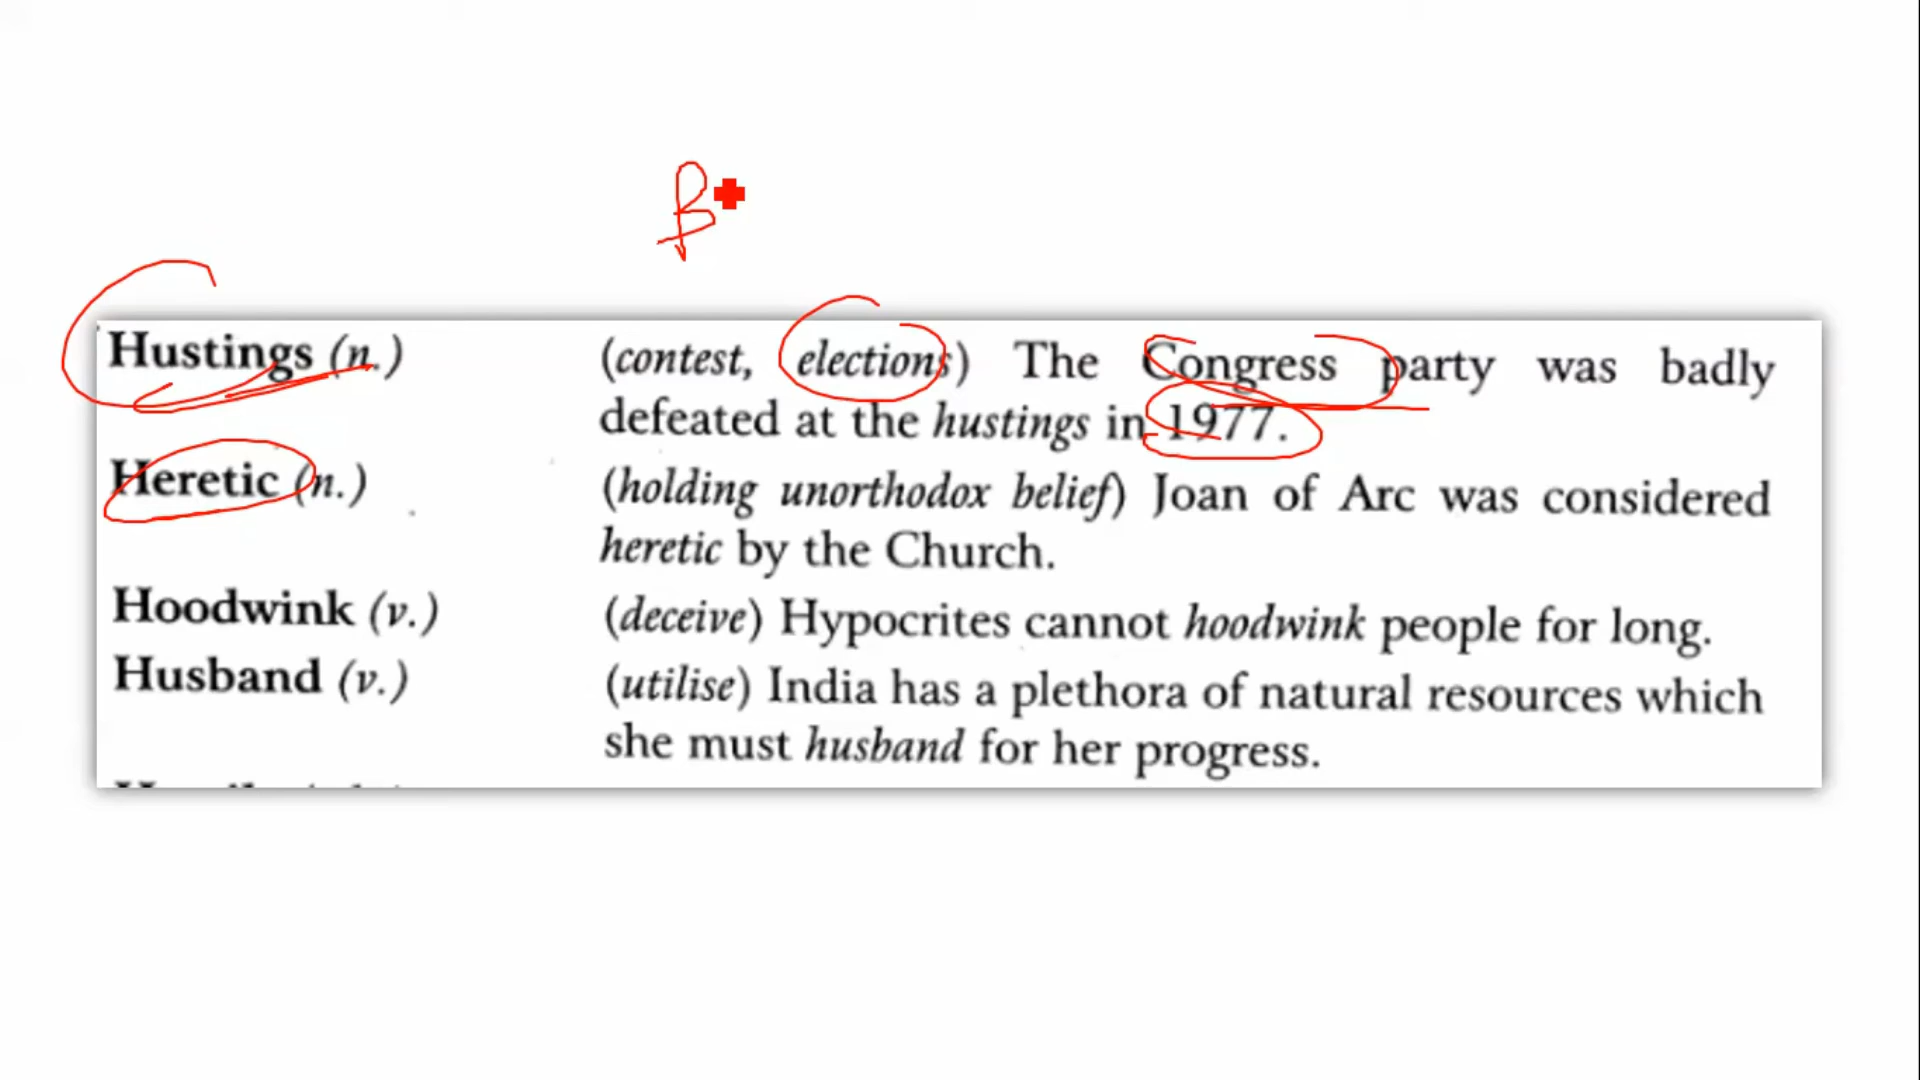 B
Hustings (n.) (contest, elections) The Congress party was badly
defeated at the hustings in 1977.
Heretic (n.) (holding unorthodox belief) Joan of Arc was considered
heretic by the Church.
Hoodwink (v.) (deceive) Hypocrites cannot hoodwink people for long.
Husband (v.) (utilise) India has a plethora of natural resources which
she must husband for her progress.